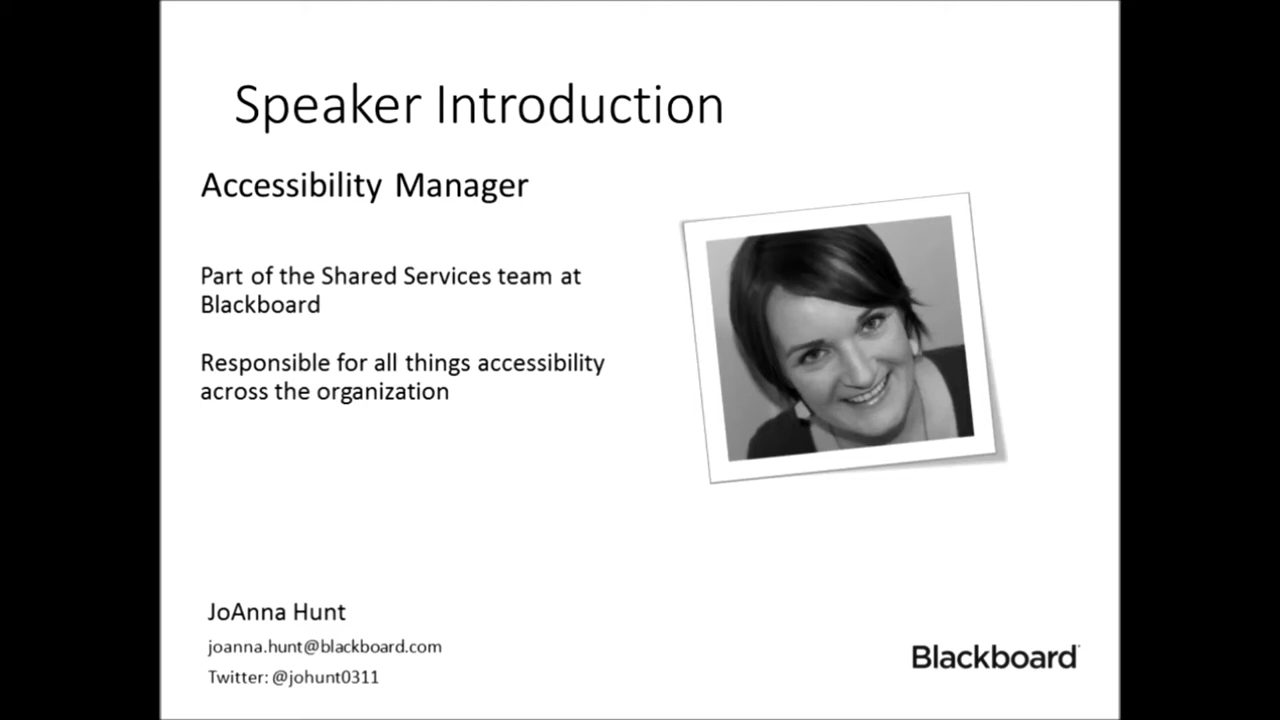 Speaker Introduction
Accessibility Manager
Part of the Shared Services team at
Blackboard
Responsible for all things accessibility
across the organization
JoAnna Hunt
joanna.hunt@blackboard.com
Twitter: @johunt0311
Blackboard